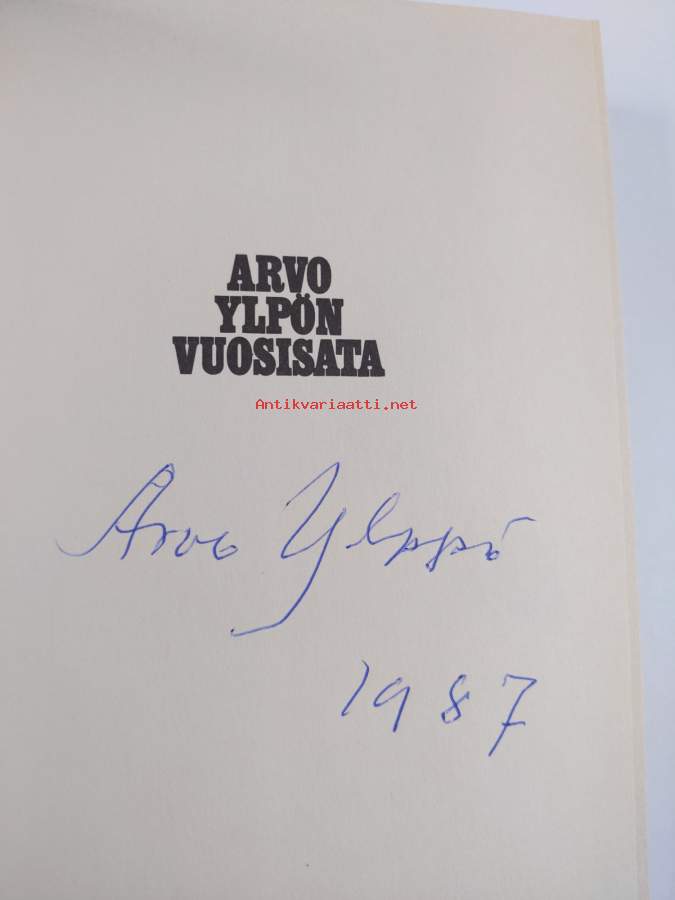 ARVO
YLPÖN
VUOSISATA
Antikvariaatti.net
Arvo Ylppö
1987